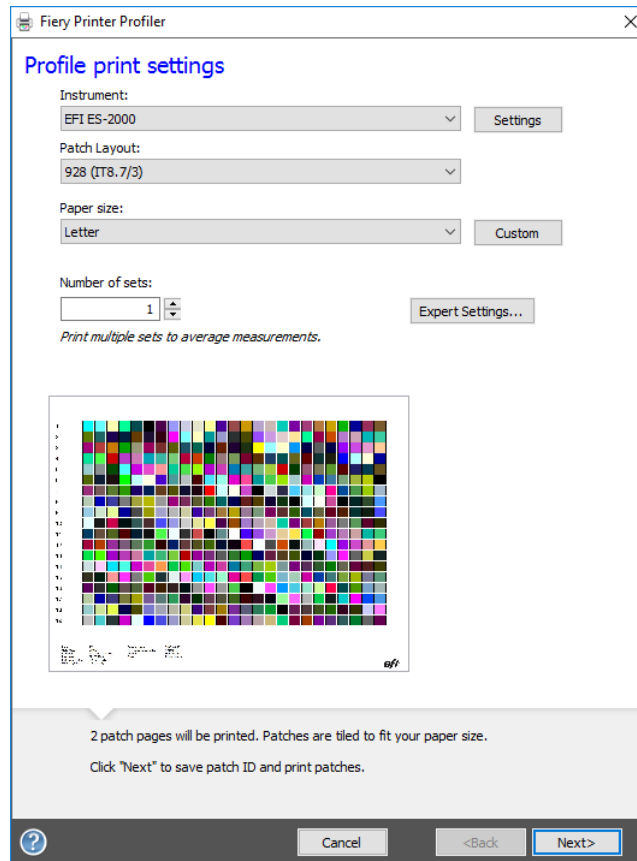 Fiery Printer Profiler
Profile print settings
Instrument:
EFI ES-2000
Settings
Patch Layout:
928 (IT8.7/3)
Paper size:
Letter
Custom
Number of sets:
1
Expert Settings...
Print multiple sets to average measurements.
efi
2 patch pages will be printed. Patches are tiled to fit your paper size.
Click "Next" to save patch ID and print patches.
?
Cancel
<Back
Next>